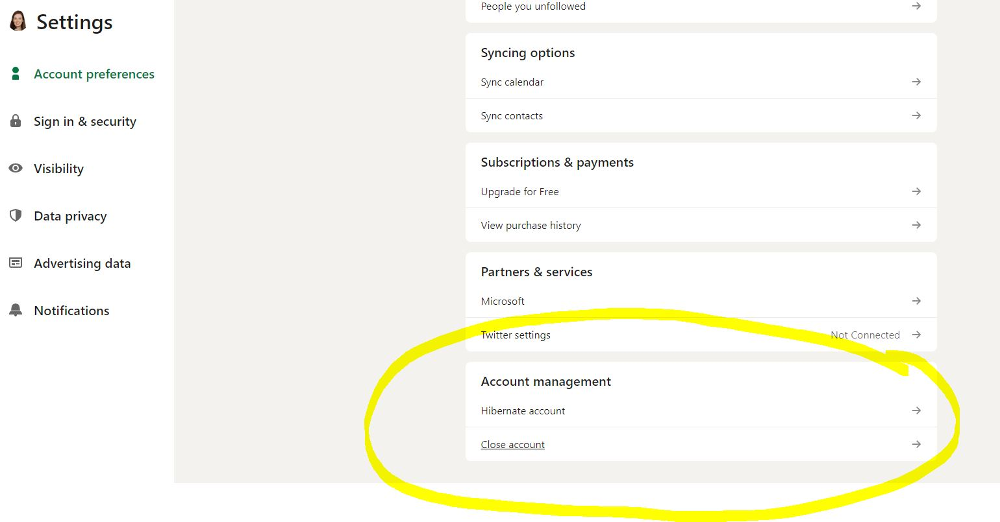 Settings
Account preferences
Sign in & security
Visibility
Data privacy
Advertising data
Notifications
People you unfollowed
Syncing options
Sync calendar
Sync contacts
Subscriptions & payments
Upgrade for Free
View purchase history
Partners & services
Microsoft
Twitter settings Not Connected
Account management
Hibernate account
Close account